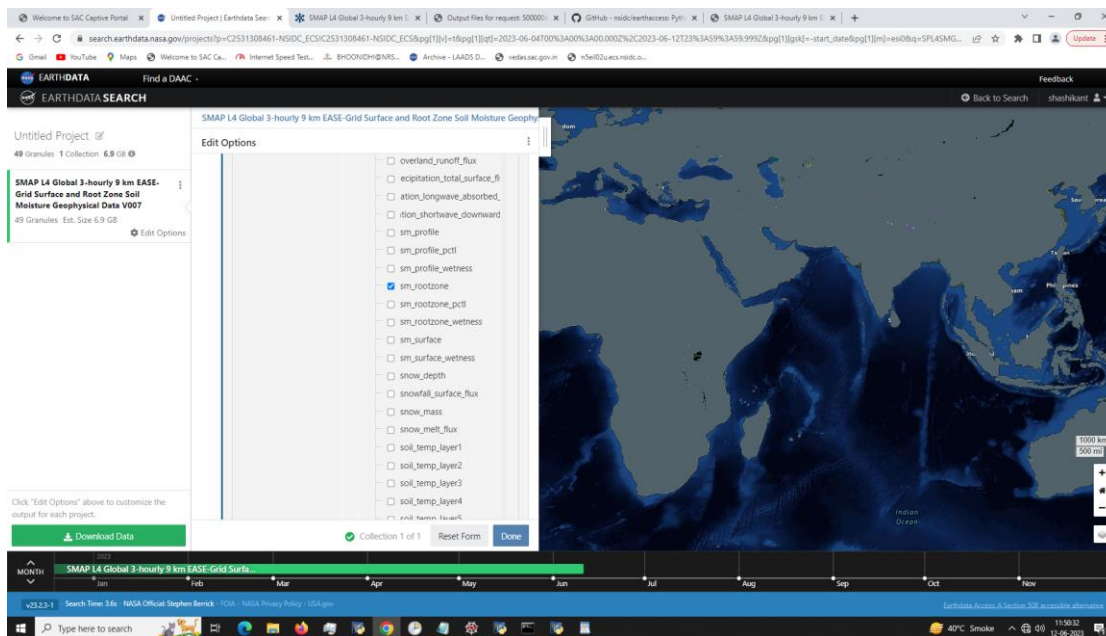 Welcome to SAC Captive Portal
Untitled Project | Earthdata Sear
SMAP L4 Global 3-hourly 9 km E
Output files for request: 5000004
GitHub - nsidc/earthaccess: Pyth
SMAP L4 Global 3-hourly 9 km E
search.earthdata.nasa.gov/projects?p=C2531308461-NSIDC_ECS!C2531308461-NSIDC_ECS&pg[1][v]=t&pg[1][qt]=2023-06-04T00%3A00%3A00.000Z%2C2023-06-12T23%3A59%3A59.999Z&pg[1][gsk]=-start_date&pg[1][m]=esi0&q=SPL4SMG...
Update
Gmail
YouTube
Maps
Welcome to SAC Ca...
Internet Speed Test...
BHOONIDHI@NRS...
Archive - LAADS D...
vedas.sac.gov.in
n5eil02u.ecs.nsidc.o...
EARTHDATA
Find a DAAC
Feedback
EARTHDATA SEARCH
Back to Search
shashikant
Untitled Project
49 Granules 1 Collection 6.9 GB
SMAP L4 Global 3-hourly 9 km EASE-
Grid Surface and Root Zone Soil
Moisture Geophysical Data V007
49 Granules Est. Size 6.9 GB
Edit Options
Click "Edit Options" above to customize the
output for each project.
Download Data
SMAP L4 Global 3-hourly 9 km EASE-Grid Surface and Root Zone Soil Moisture Geophy
Edit Options
overland_runoff_flux
ecipitation_total_surface_fl
ation_longwave_absorbed_
tion_shortwave_downward
sm_profile
sm_profile_pctl
sm_profile_wetness
sm_rootzone
sm_rootzone_pctl
sm_rootzone_wetness
sm_surface
sm_surface_wetness
snow_depth
snowfall_surface_flux
snow_mass
snow_melt_flux
soil_temp_layer1
soil_temp_layer2
soil_temp_layer3
soil_temp_layer4
soil_temp_layer5
Collection 1 of 1
Reset Form
Done
dom
Indian
Ocean
1000 km
500 mi
MONTH
2023
SMAP L4 Global 3-hourly 9 km EASE-Grid Surfa...
Jan Feb Mar Apr May Jun Jul Aug Sep Oct Nov
v23.2.3-1
Search Time: 3.6s · NASA Official: Stephen Berrick · FOIA · NASA Privacy Policy · USA.gov
Earthdata Access: A Section 508 accessible alternative
Type here to search
40°C Smoke
11:50:32
12-06-2023